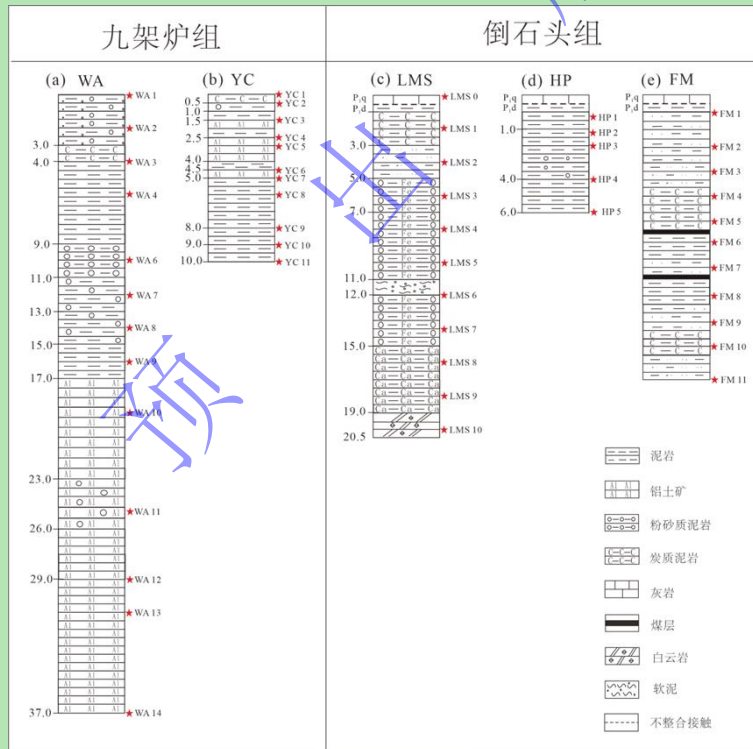 九架炉组
倒石头组
(a) WA
3.0
4.0
9.0
11.0
13.0
15.0
17.0
23.0
26.0
29.0
37.0
WA 1
WA 2
WA 3
WA 4
WA 6
WA 7
WA 8
WA 9
WA 10
WA 11
WA 12
WA 13
WA 14
(b) YC
0.5
1.0
1.5
2.5
4.0
4.5
5.0
8.0
9.0
10.0
YC 1
YC 2
YC 3
YC 4
YC 5
YC 6
YC 7
YC 8
YC 9
YC 10
YC 11
(c) LMS
P₂q
P₁d
3.0
5.0
7.0
11.0
12.0
15.0
19.0
20.5
LMS 0
LMS 1
LMS 2
LMS 3
LMS 4
LMS 5
LMS 6
LMS 7
LMS 8
LMS 9
LMS 10
(d) HP
P₂q
P₁d
1.0
4.0
6.0
HP 1
HP 2
HP 3
HP 4
HP 5
(e) FM
P₂q
P₁d
FM 1
FM 2
FM 3
FM 4
FM 5
FM 6
FM 7
FM 8
FM 9
FM 10
FM 11
泥岩
铝土矿
粉砂质泥岩
炭质泥岩
灰岩
煤层
白云岩
软泥
不整合接触
预
出